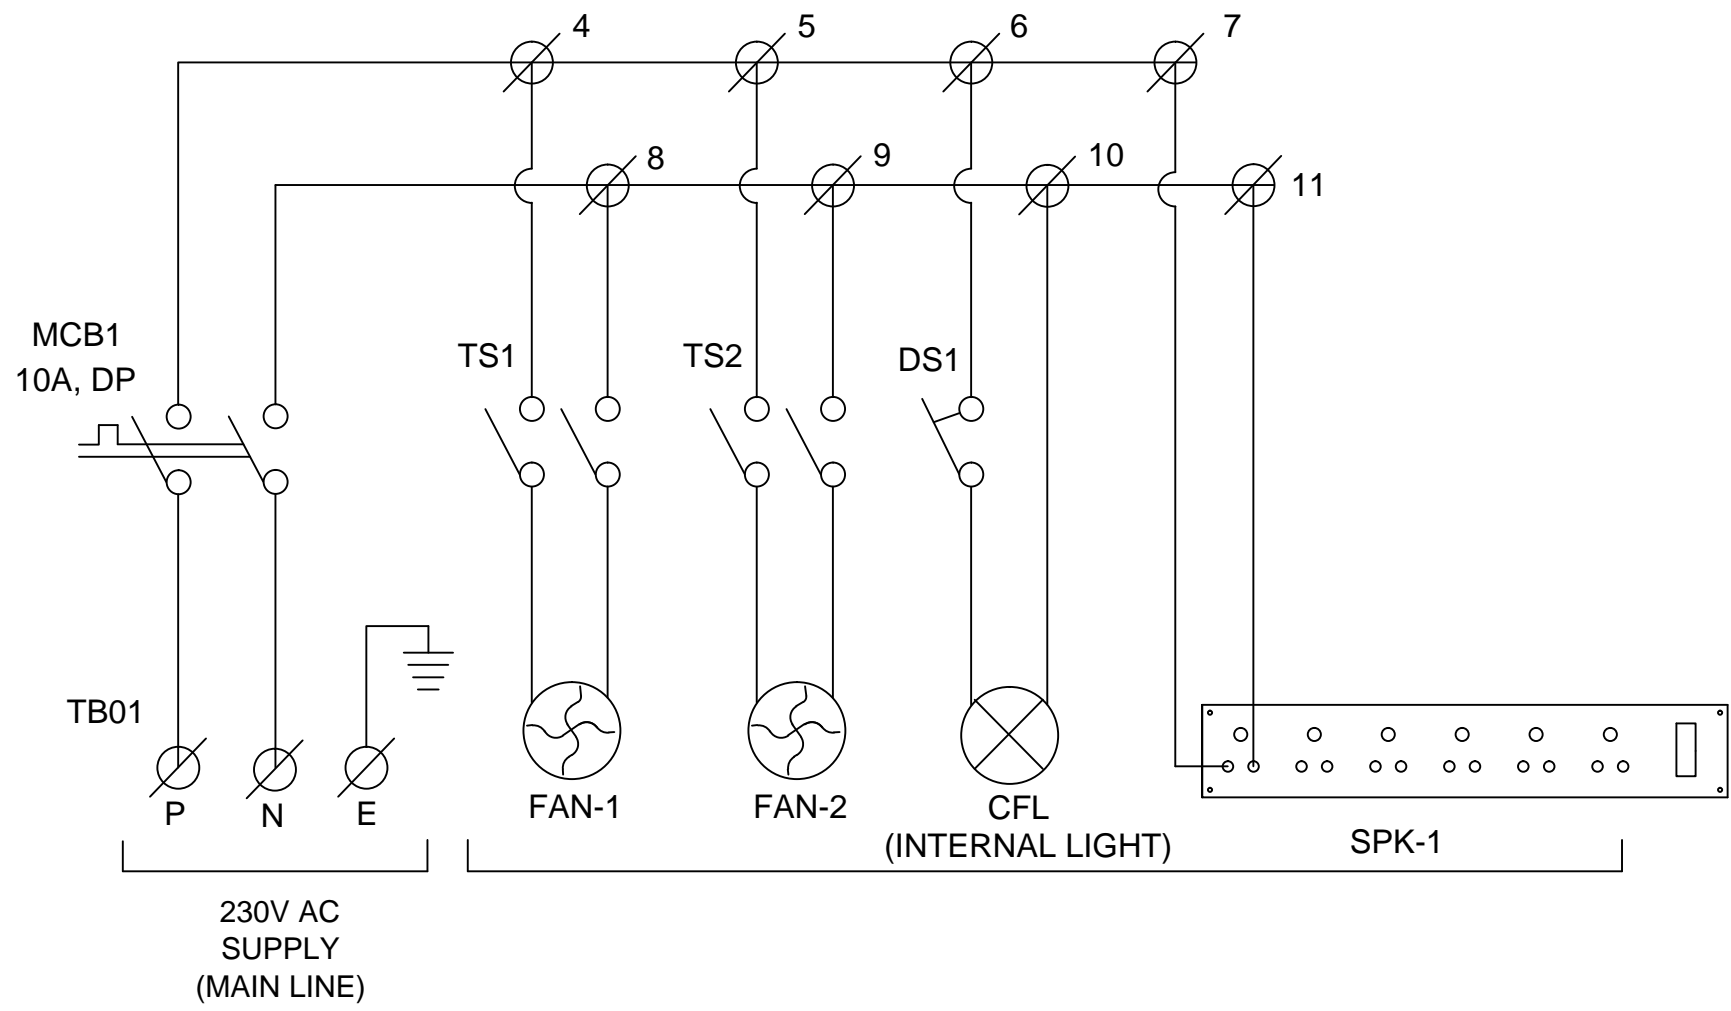 4
5
6
7
8
9
10
11
MCB1
10A, DP
TS1
TS2
DS1
TB01
P
N
E
FAN-1
FAN-2
CFL
(INTERNAL LIGHT)
SPK-1
230V AC
SUPPLY
(MAIN LINE)